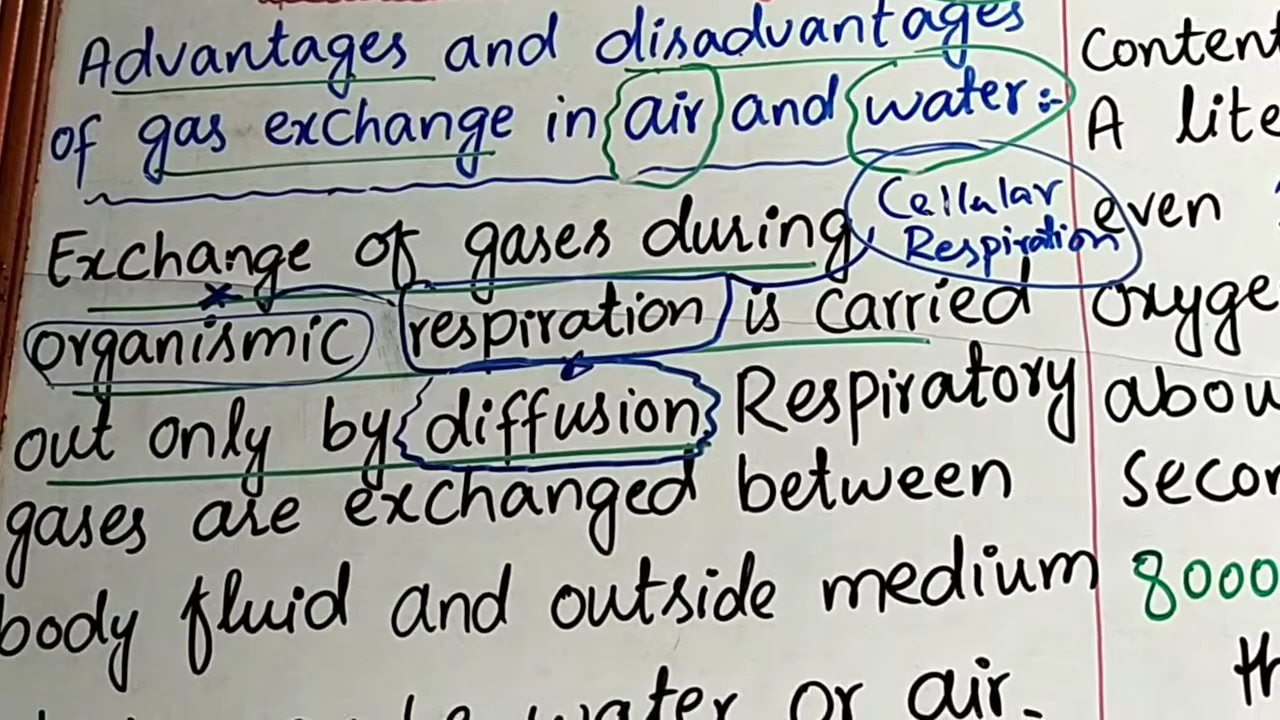 Advantages and disadvantages
of gas exchange in air and water:-
Cellular
Respiration
Exchange of gases during
organismic respiration is carried
out only by diffusion Respiratory
gases are exchanged between
body fluid and outside medium
water or air.
Content
A lite
even
oxyge
abou
secon
8000
th